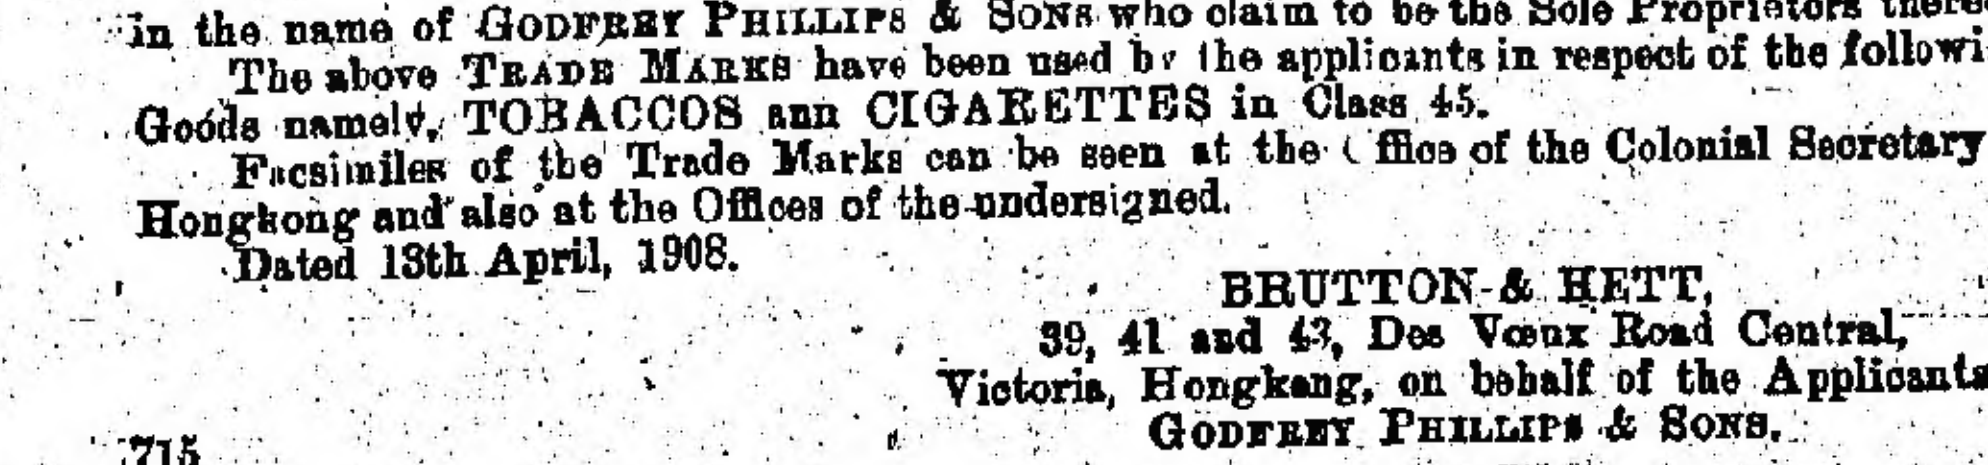 in the name of GODFREY PHILLIPS & SONS who claim to be the Sole Proprietors there
The above TRADE MARKS have been used by the applicants in respect of the followi
Goods namely, TOBACCOS ann CIGARETTES in Class 45.
Facsimiles of the Trade Marks can be seen at the Office of the Colonial Secretary
Hongkong and also at the Offices of the undersigned.
Dated 13th April, 1908.
BRUTTON & HETT,
39, 41 and 43, Des Vœux Road Central,
Victoria, Hongkang, on behalf of the Applicants
GODFREY PHILLIPS & SONS.
715